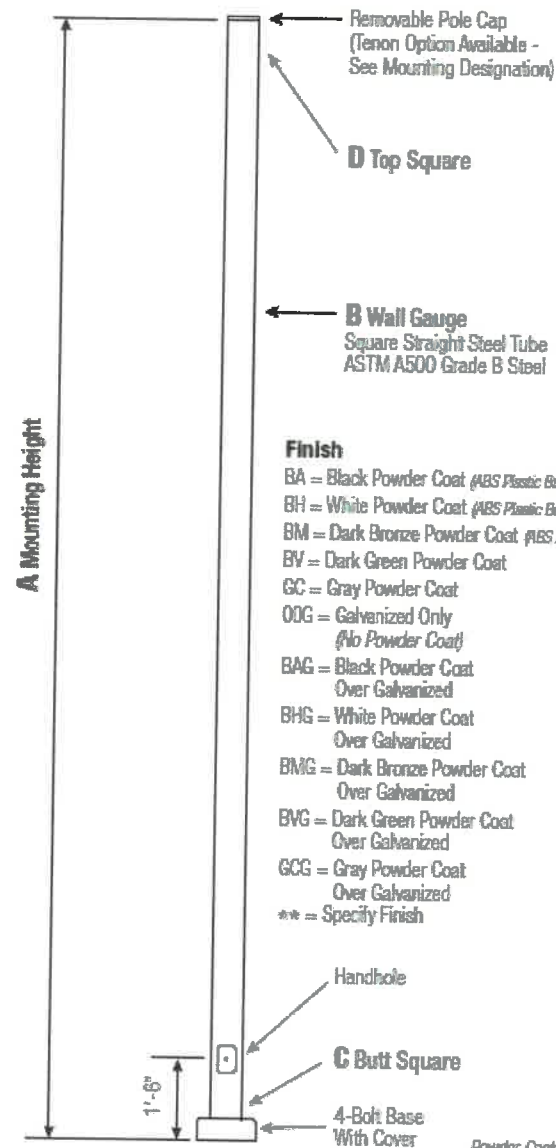 Removable Pole Cap
(Tenon Option Available -
See Mounting Designation)
D Top Square
B Wall Gauge
Square Straight Steel Tube
ASTM A500 Grade B Steel
A Mounting Height
Finish
BA = Black Powder Coat (ABS Plastic
BH = White Powder Coat (ABS Plastic
BM = Dark Bronze Powder Coat (ABS
BV = Dark Green Powder Coat
GC = Gray Powder Coat
00G = Galvanized Only
(No Powder Coat)
BAG = Black Powder Coat
Over Galvanized
BHG = White Powder Coat
Over Galvanized
BMG = Dark Bronze Powder Coat
Over Galvanized
BVG = Dark Green Powder Coat
Over Galvanized
GCG = Gray Powder Coat
Over Galvanized
** = Specify Finish
Handhole
1'-6"
C Butt Square
4-Bolt Base
With Cover